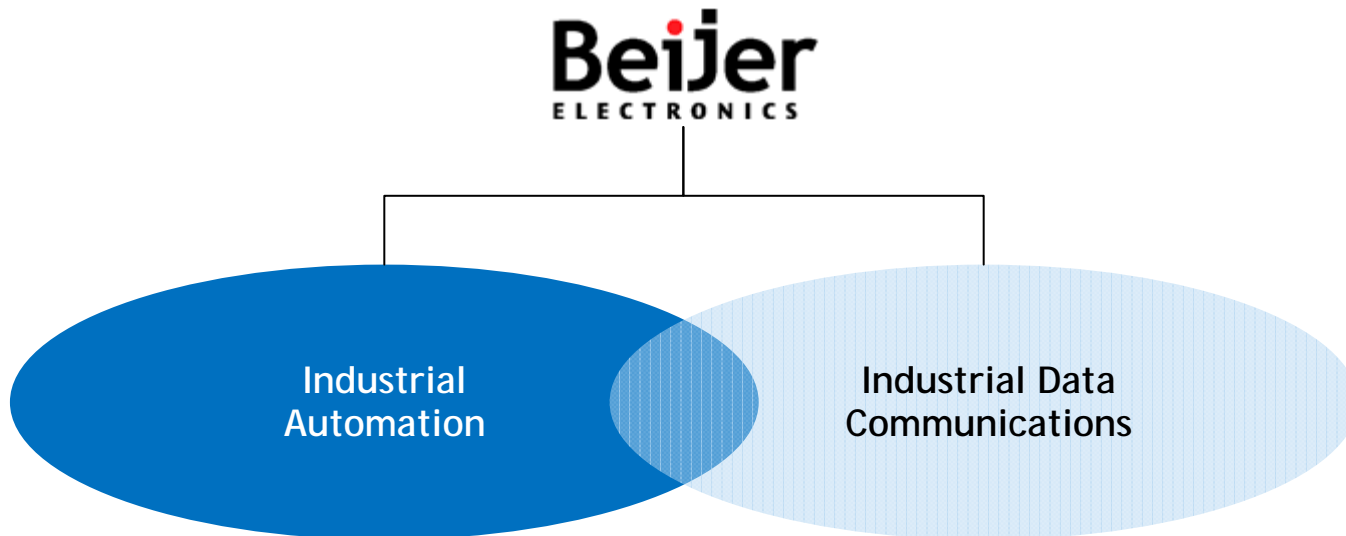 Beijer
ELECTRONICS
Industrial
Automation
Industrial Data
Communications